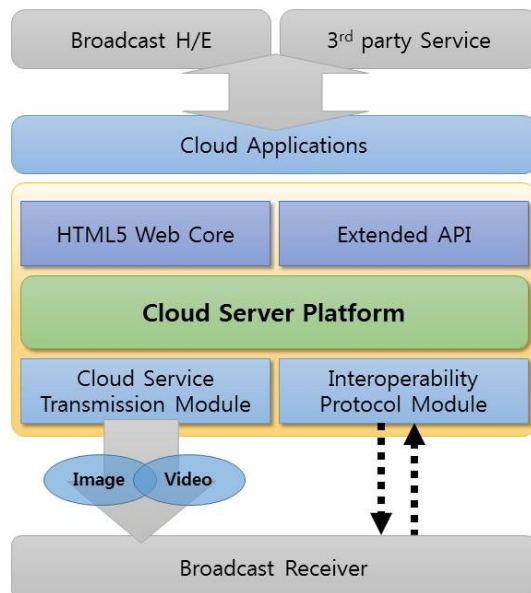 Broadcast H/E
3rd party Service
Cloud Applications
HTML5 Web Core
Extended API
Cloud Server Platform
Cloud Service
Transmission Module
Interoperability
Protocol Module
Image
Video
Broadcast Receiver